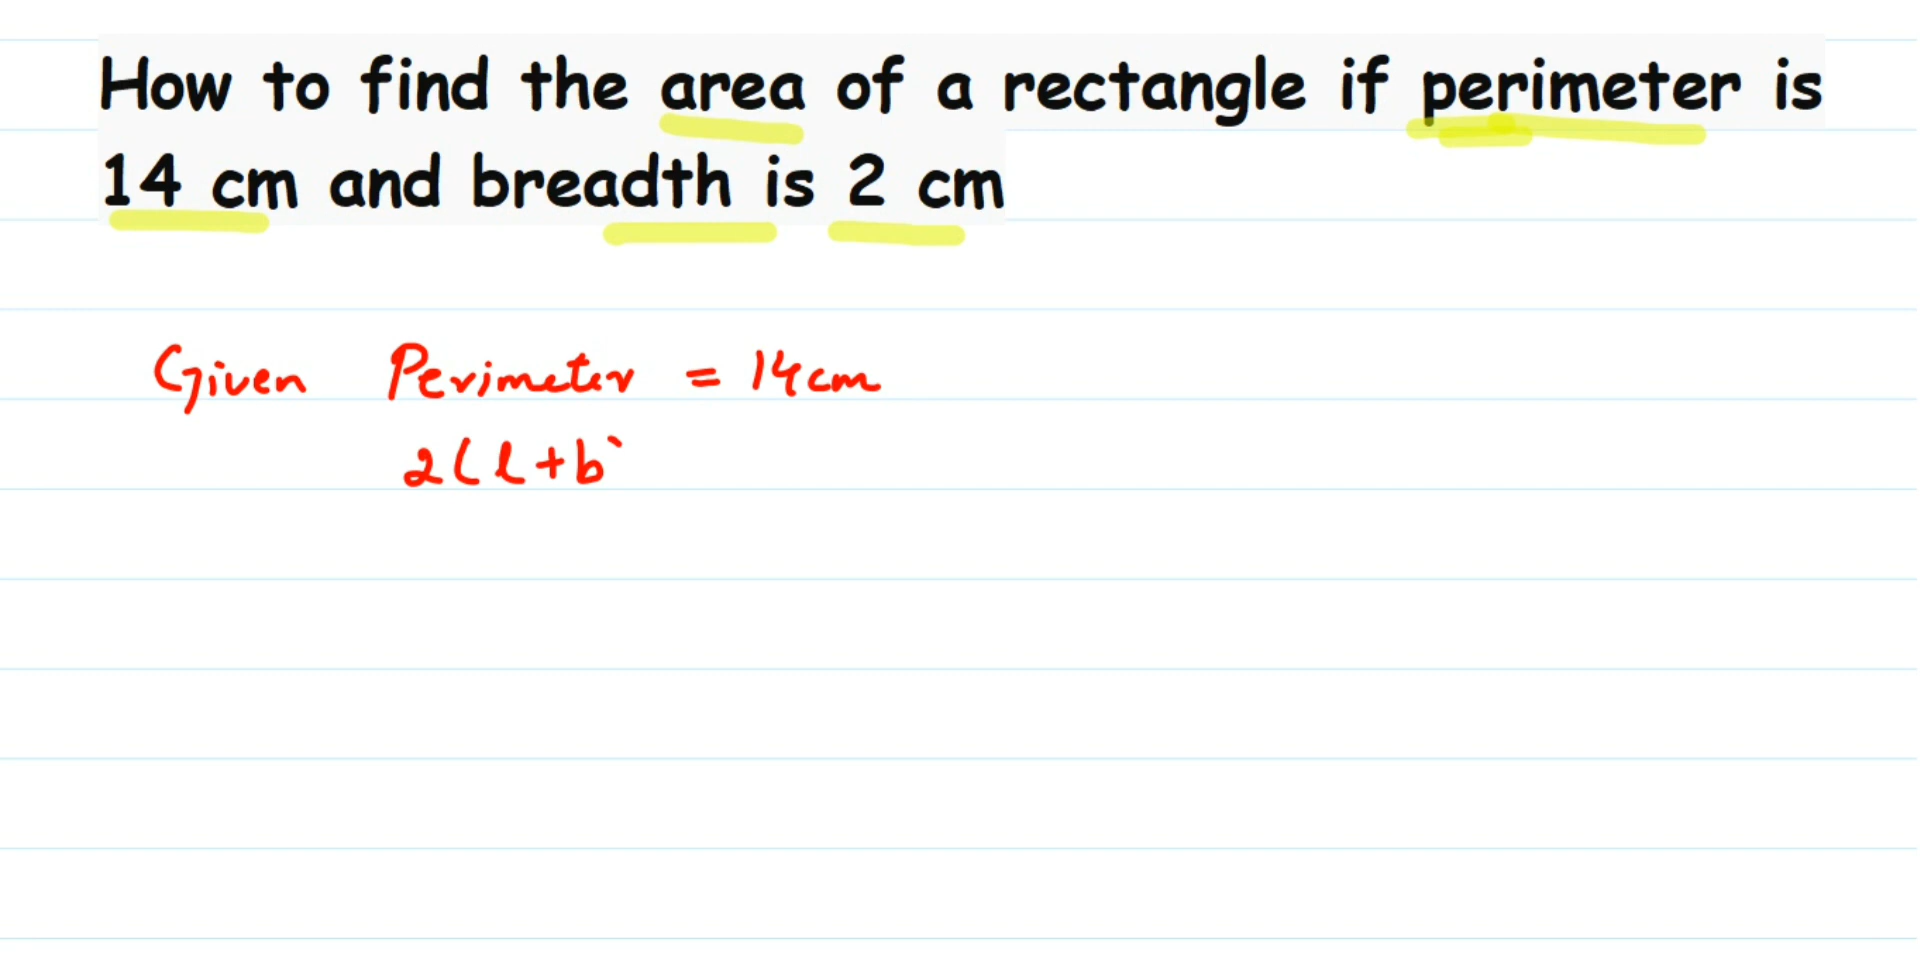 How to find the area of a rectangle if perimeter is
14 cm and breadth is 2 cm
Given Perimeter = 14cm
2(l+b